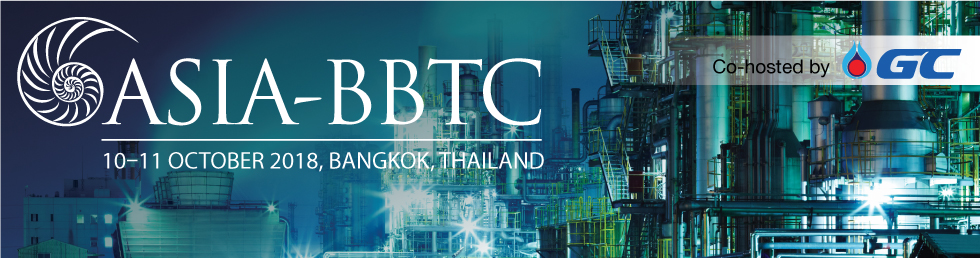 ASIA-BBTC
10–11 OCTOBER 2018, BANGKOK, THAILAND
Co-hosted by GC